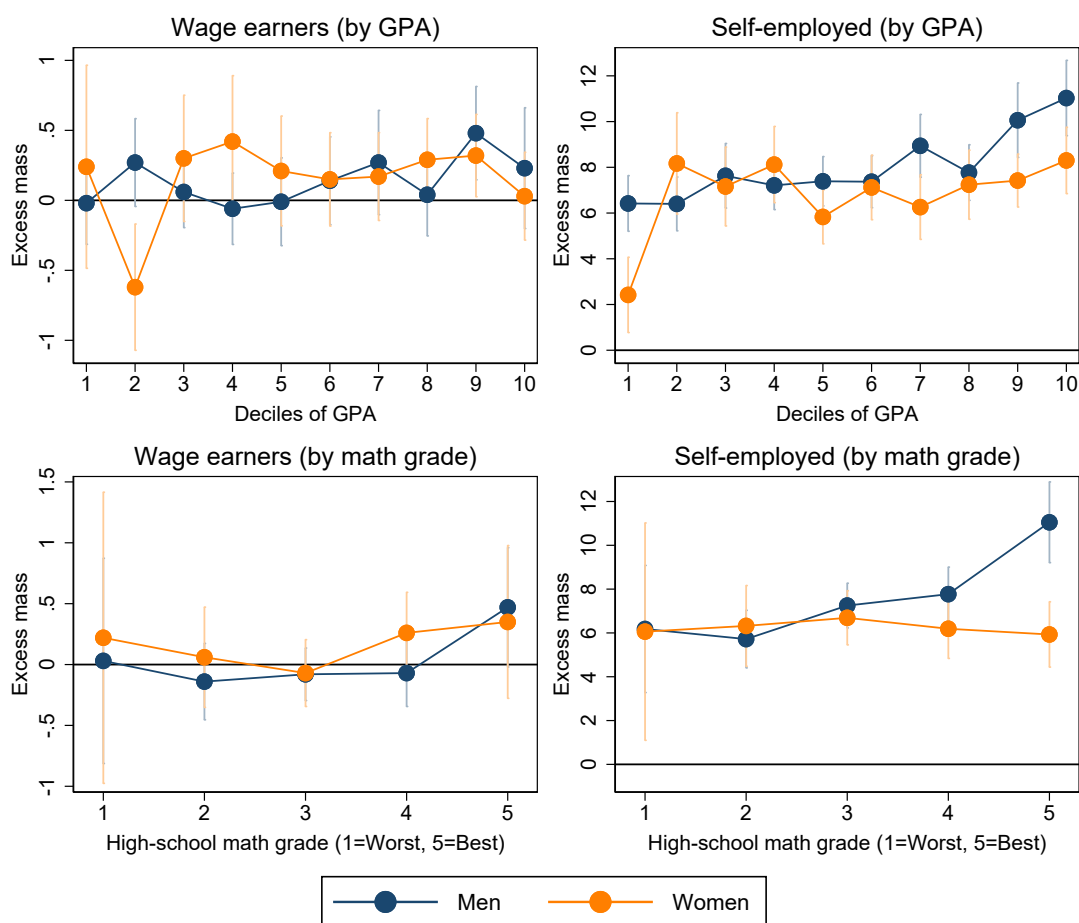 Wage earners (by GPA)
Excess mass
1
.5
0
-.5
-1
1 2 3 4 5 6 7 8 9 10
Deciles of GPA
Self-employed (by GPA)
Excess mass
12
10
8
6
4
2
0
1 2 3 4 5 6 7 8 9 10
Deciles of GPA
Wage earners (by math grade)
Excess mass
1.5
1
.5
0
-.5
-1
1 2 3 4 5
High-school math grade (1=Worst, 5=Best)
Self-employed (by math grade)
Excess mass
12
10
8
6
4
2
0
1 2 3 4 5
High-school math grade (1=Worst, 5=Best)
Men Women